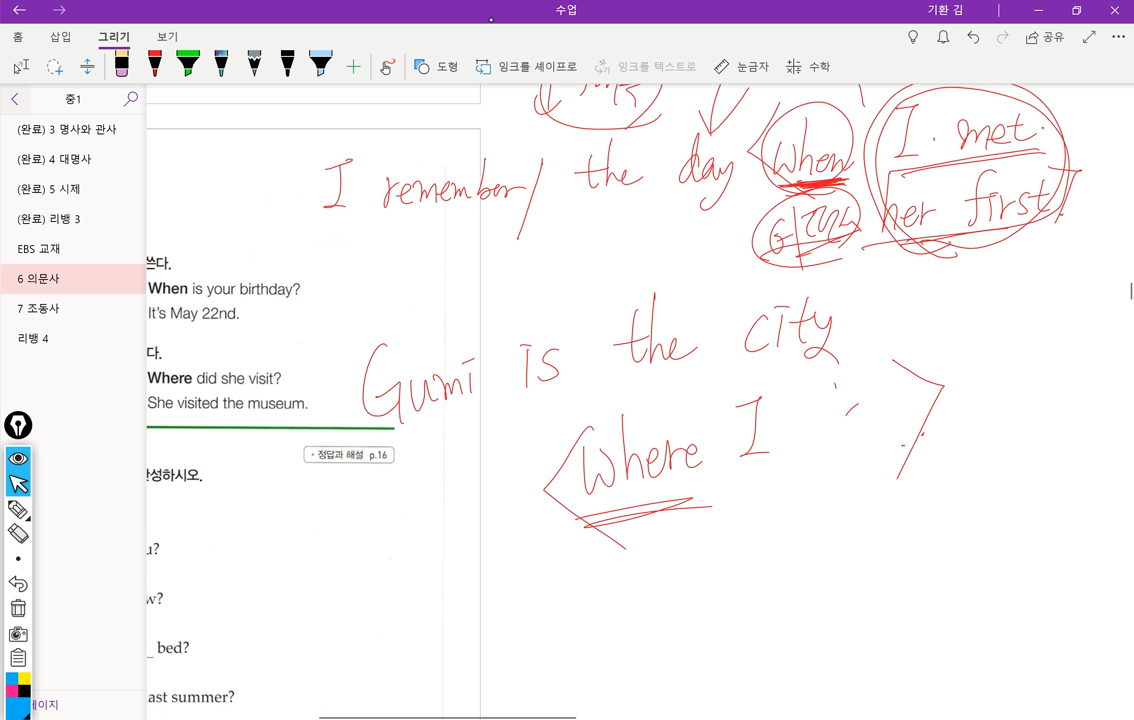 수업
기환 김
홈 삽입 그리기 보기
도형 잉크를 셰이프로 잉크를 텍스트로 눈금자 수학 공유
중1
(완료) 3 명사와 관사
(완료) 4 대명사
(완료) 5 시제
(완료) 리뱅 3
EBS 교재
6 의문사
7 조동사
리뱅 4
페이지
I remember / the day <When I met
her first
쓰다.
When is your birthday?
It's May 22nd.
다.
Where did she visit?
She visited the museum.
• 정답과 해설 p.16
완성하시오.
u?
w?
_ bed?
ast summer?
Gumi is the city
<Where I >